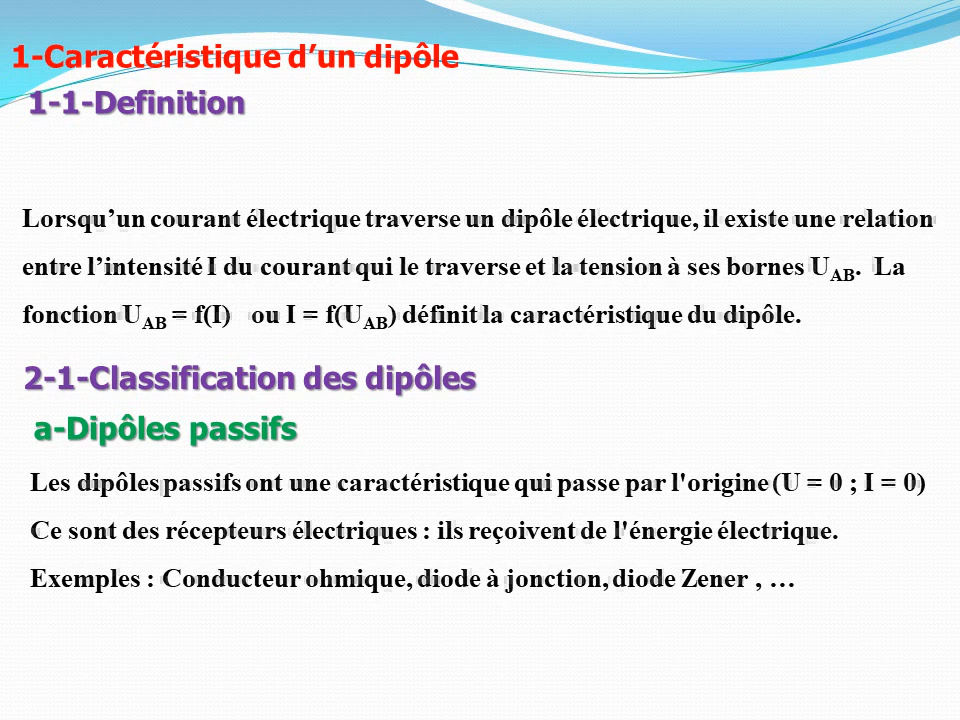 1-Caractéristique d’un dipôle
1-1-Definition
Lorsqu’un courant électrique traverse un dipôle électrique, il existe une relation
entre l’intensité I du courant qui le traverse et la tension à ses bornes UAB. La
fonction UAB = f(I) ou I = f(UAB) définit la caractéristique du dipôle.
2-1-Classification des dipôles
a-Dipôles passifs
Les dipôles passifs ont une caractéristique qui passe par l'origine (U = 0 ; I = 0)
Ce sont des récepteurs électriques : ils reçoivent de l'énergie électrique.
Exemples : Conducteur ohmique, diode à jonction, diode Zener , …